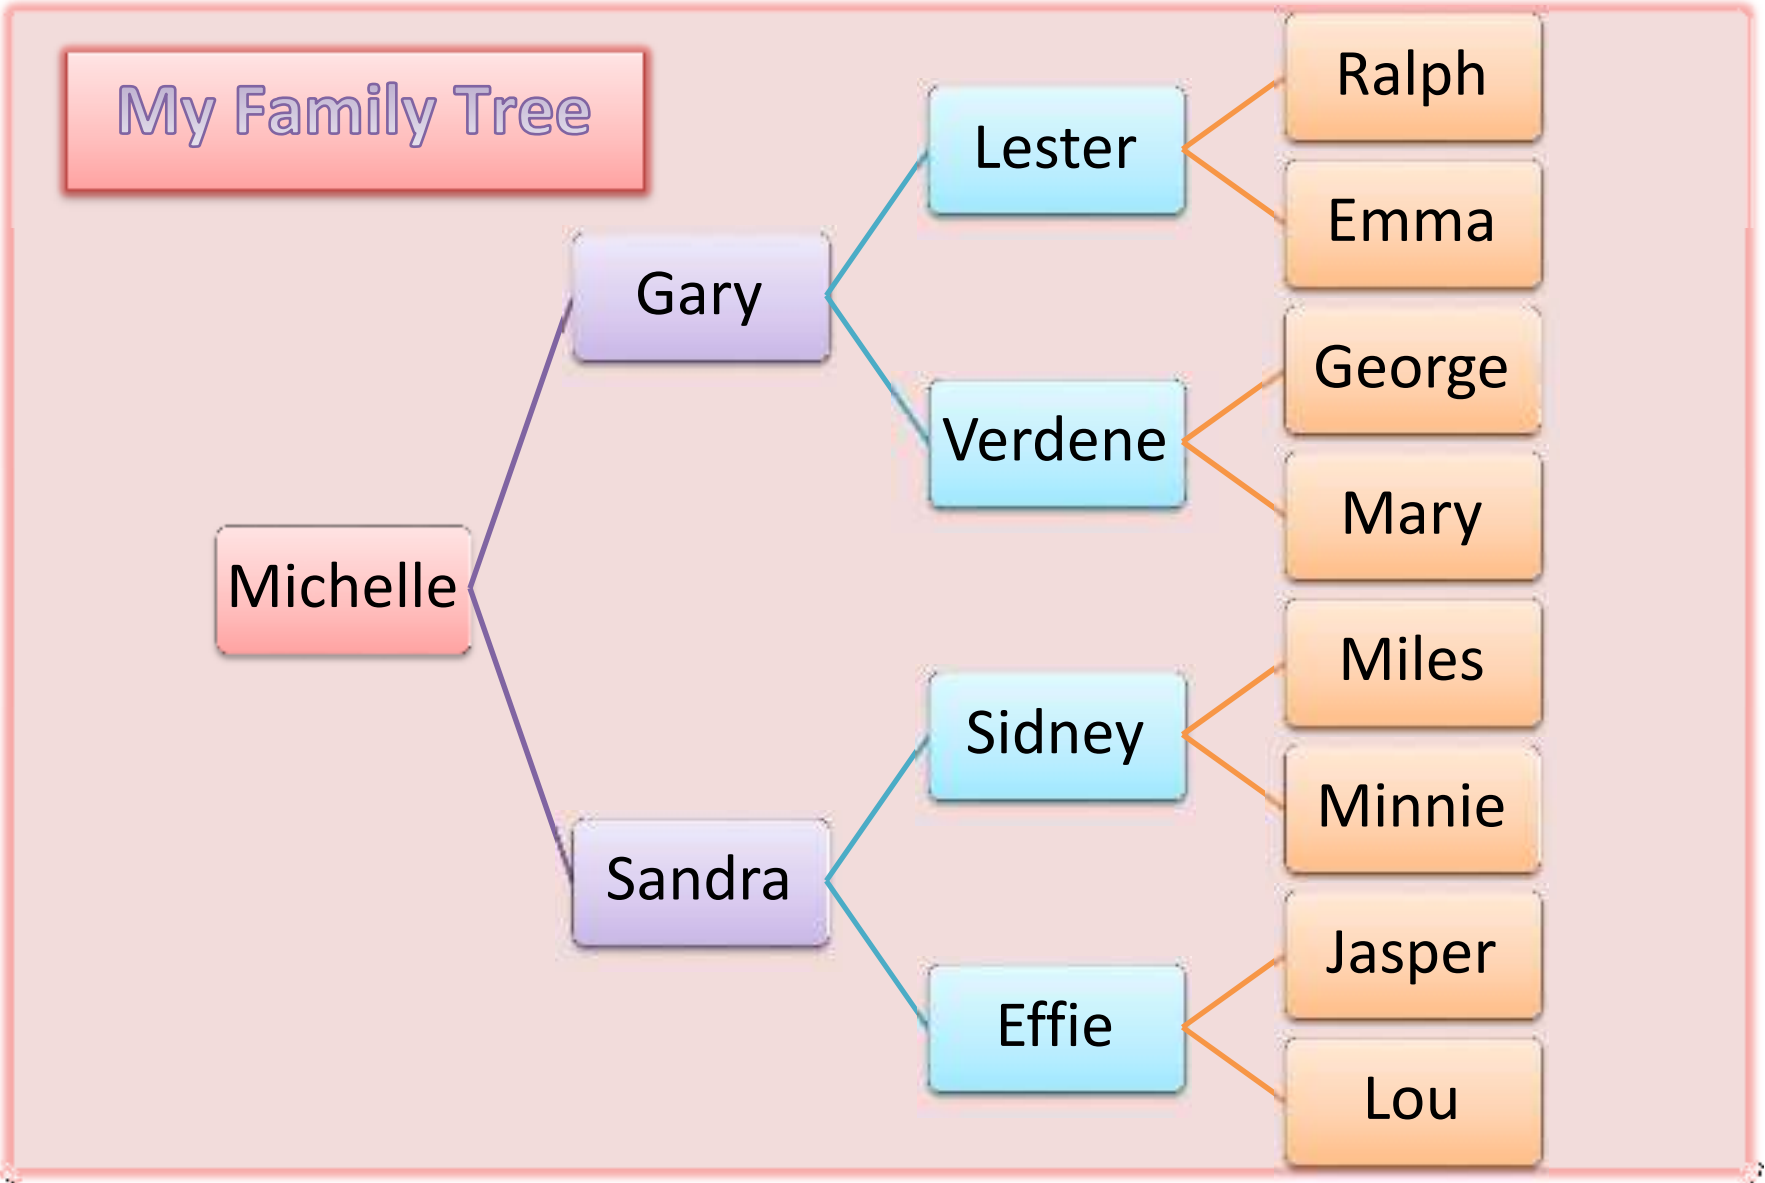 My Family Tree
Michelle
Gary
Sandra
Lester
Verdene
Sidney
Effie
Ralph
Emma
George
Mary
Miles
Minnie
Jasper
Lou